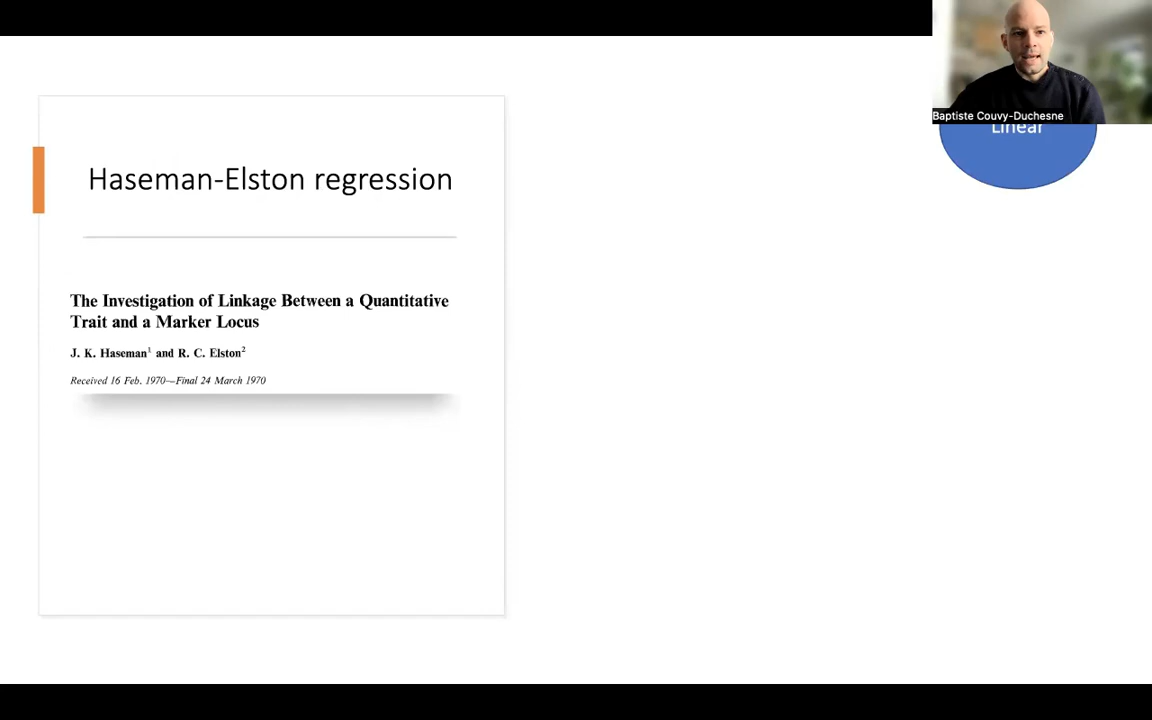 Baptiste Couvy-Duchesne
Linear
Haseman-Elston regression
The Investigation of Linkage Between a Quantitative
Trait and a Marker Locus
J. K. Haseman¹ and R. C. Elston²
Received 16 Feb. 1970—Final 24 March 1970